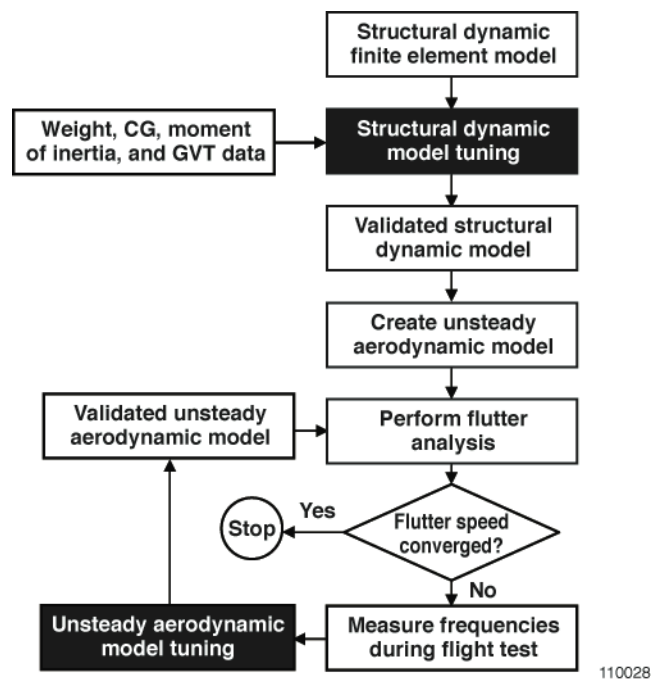 Structural dynamic
finite element model
Weight, CG, moment
of inertia, and GVT data
Structural dynamic
model tuning
Validated structural
dynamic model
Create unsteady
aerodynamic model
Validated unsteady
aerodynamic model
Perform flutter
analysis
Stop
Yes
Flutter speed
converged?
No
Unsteady aerodynamic
model tuning
Measure frequencies
during flight test
110028